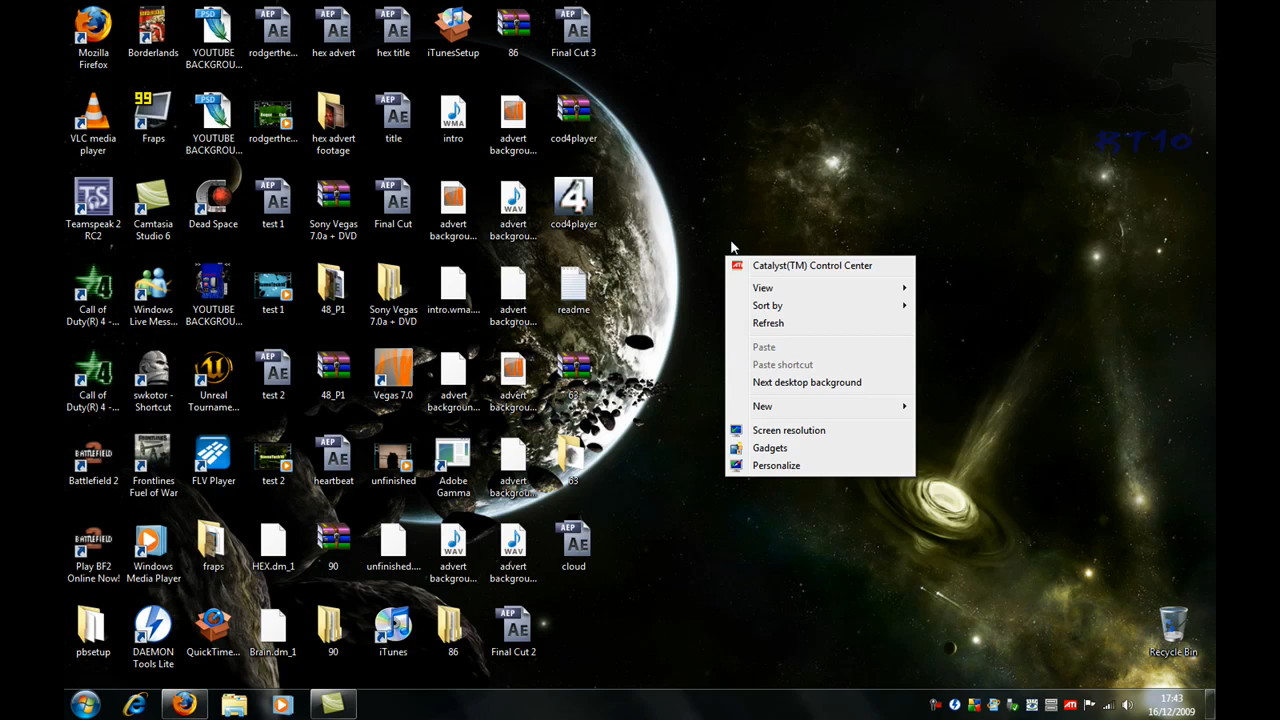 Mozilla Firefox
Borderlands
YOUTUBE BACKGROU...
rodgerthe...
hex advert
hex title
iTunesSetup
86
Final Cut 3
VLC media player
99
Fraps
YOUTUBE BACKGROU...
rodgerthe...
hex advert footage
title
intro
advert backgrou...
cod4player
RT10
Teamspeak 2 RC2
Camtasia Studio 6
Dead Space
test 1
Sony Vegas 7.0a + DVD
Final Cut
advert backgrou...
advert backgrou...
cod4player
Call of Duty(R) 4 -...
Windows Live Mess...
YOUTUBE BACKGROU...
test 1
48_P1
Sony Vegas 7.0a + DVD
intro.wma....
advert backgrou...
readme
Call of Duty(R) 4 -...
swkotor - Shortcut
Unreal Tourname...
test 2
48_P1
Vegas 7.0
advert backgroun...
advert backgrou...
63
Battlefield 2
Frontlines Fuel of War
FLV Player
test 2
heartbeat
unfinished
Adobe Gamma
advert backgrou...
63
Play BF2 Online Now!
Windows Media Player
fraps
HEX.dm_1
90
unfinished....
advert backgrou...
advert backgrou...
cloud
pbsetup
DAEMON Tools Lite
QuickTime...
Brain.dm_1
90
iTunes
86
Final Cut 2
Recycle Bin
Catalyst(TM) Control Center
View
Sort by
Refresh
Paste
Paste shortcut
Next desktop background
New
Screen resolution
Gadgets
Personalize
17:43
16/12/2009